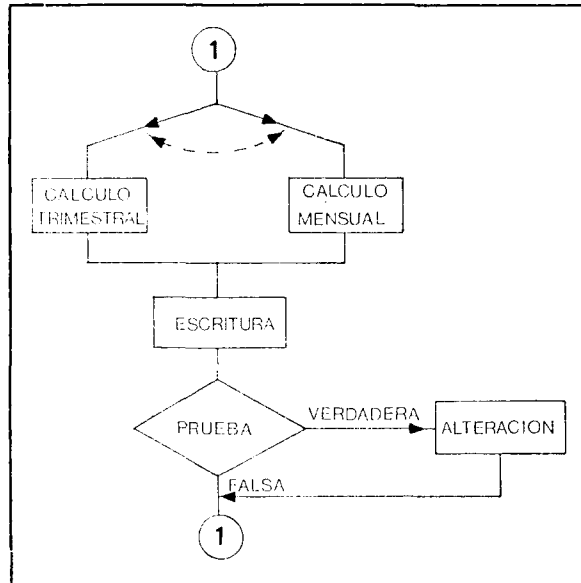 1
CALCULO
TRIMESTRAL
CALCULO
MENSUAL
ESCRITURA
PRUEBA
VERDADERA
ALTERACION
FALSA
1